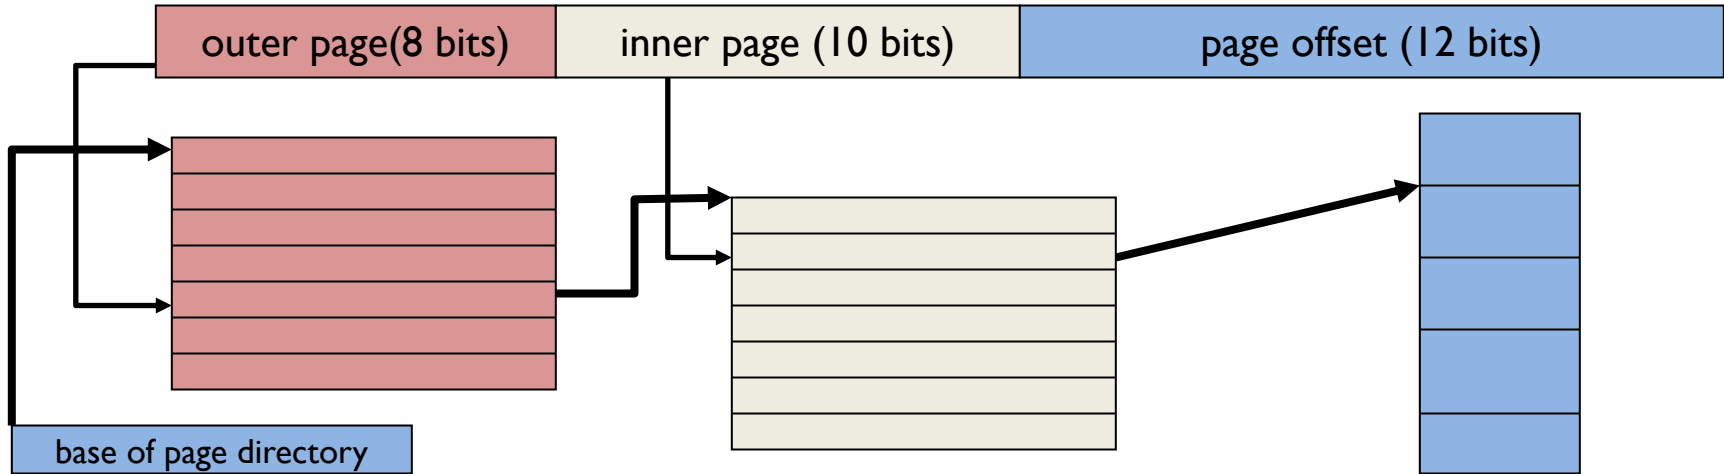 outer page(8 bits)
inner page (10 bits)
page offset (12 bits)
base of page directory